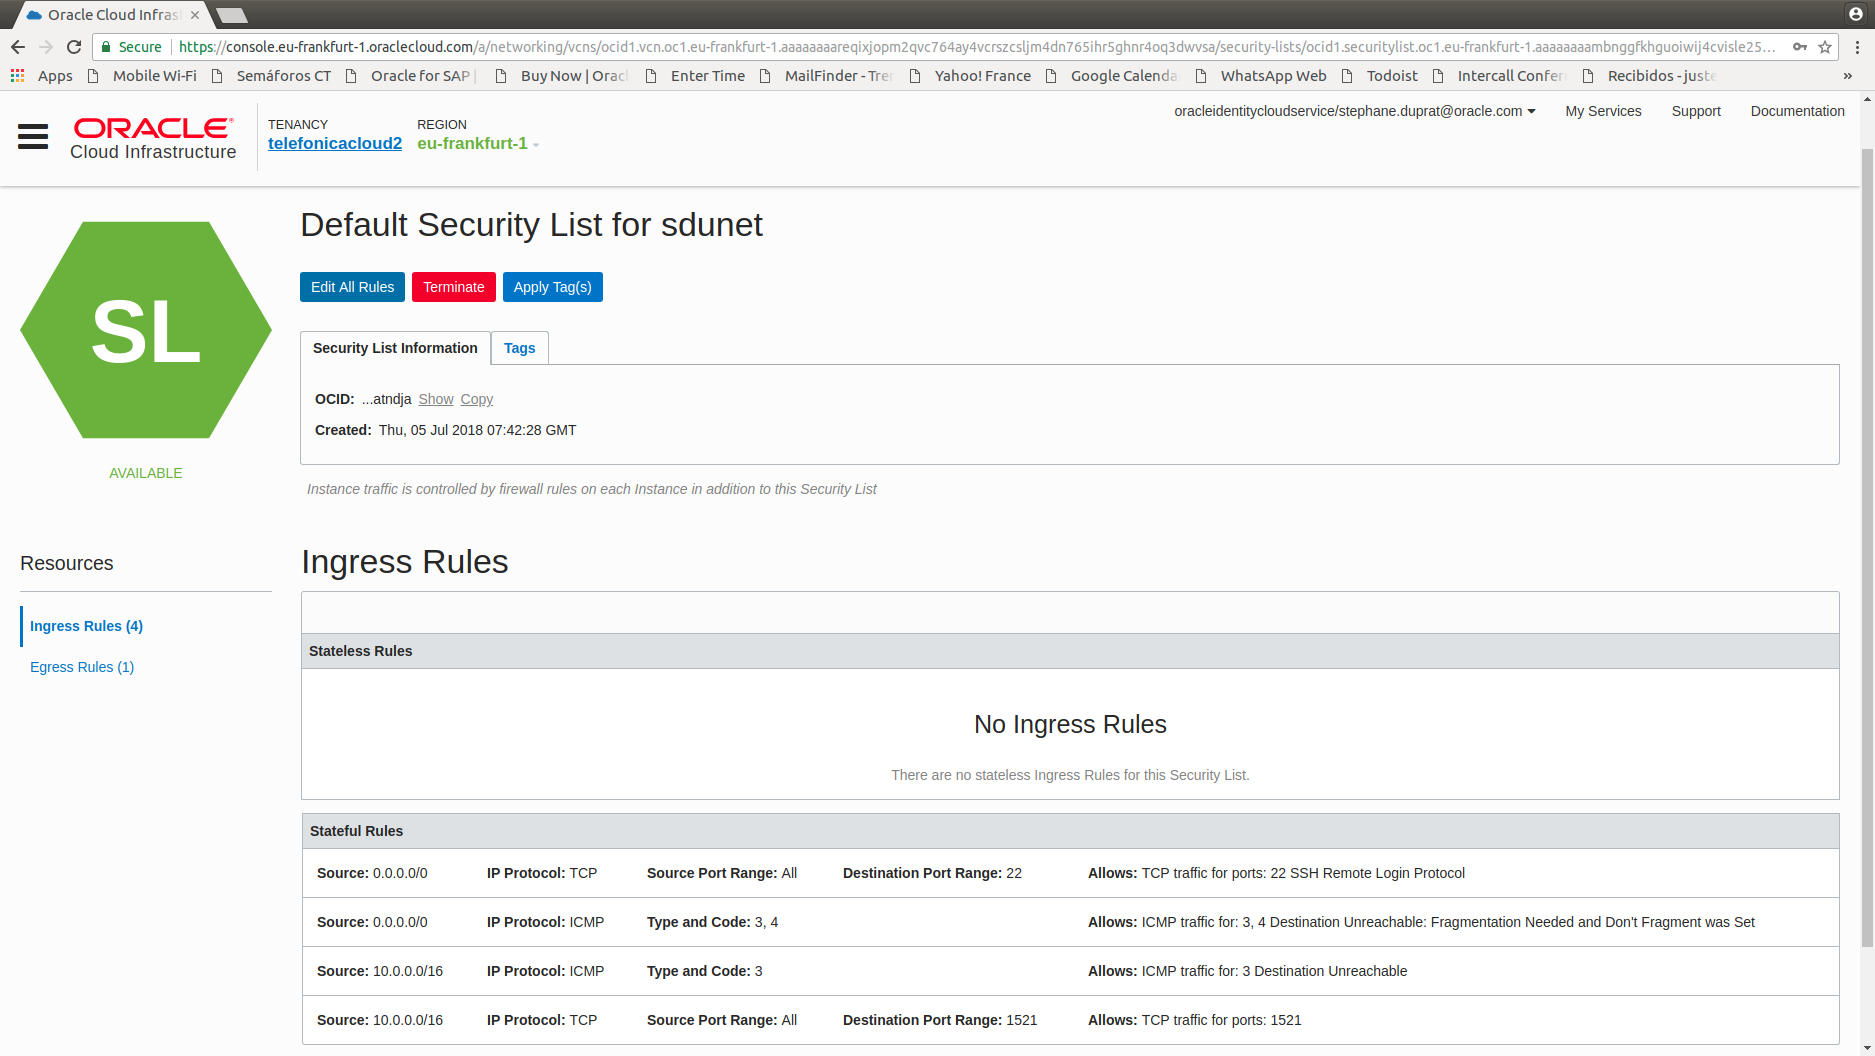 Oracle Cloud Infras
Secure https://console.eu-frankfurt-1.oraclecloud.com/a/networking/vcns/ocid1.vcn.oc1.eu-frankfurt-1.aaaaaaaareqixjopm2qvc764ay4vcrszcsljm4dn765ihr5ghnr4oq3dwvsa/security-lists/ocid1.securitylist.oc1.eu-frankfurt-1.aaaaaaaambnggfkhguoiwij4cvisle25...
Apps Mobile Wi-Fi Semáforos CT Oracle for SAP | Buy Now | Orac Enter Time MailFinder - Tre Yahoo! France Google Calenda WhatsApp Web Todoist Intercall Confer Recibidos - juste »
ORACLE
Cloud Infrastructure
TENANCY
telefonicacloud2
REGION
eu-frankfurt-1
oracleidentitycloudservice/stephane.duprat@oracle.com My Services Support Documentation
SL
AVAILABLE
Default Security List for sdunet
Edit All Rules Terminate Apply Tag(s)
Security List Information Tags
OCID: ...atndja Show Copy
Created: Thu, 05 Jul 2018 07:42:28 GMT
Instance traffic is controlled by firewall rules on each Instance in addition to this Security List
Resources
Ingress Rules (4)
Egress Rules (1)
Ingress Rules
Stateless Rules
No Ingress Rules
There are no stateless Ingress Rules for this Security List.
Stateful Rules
Source: 0.0.0.0/0 IP Protocol: TCP Source Port Range: All Destination Port Range: 22 Allows: TCP traffic for ports: 22 SSH Remote Login Protocol
Source: 0.0.0.0/0 IP Protocol: ICMP Type and Code: 3, 4 Allows: ICMP traffic for: 3, 4 Destination Unreachable: Fragmentation Needed and Don't Fragment was Set
Source: 10.0.0.0/16 IP Protocol: ICMP Type and Code: 3 Allows: ICMP traffic for: 3 Destination Unreachable
Source: 10.0.0.0/16 IP Protocol: TCP Source Port Range: All Destination Port Range: 1521 Allows: TCP traffic for ports: 1521